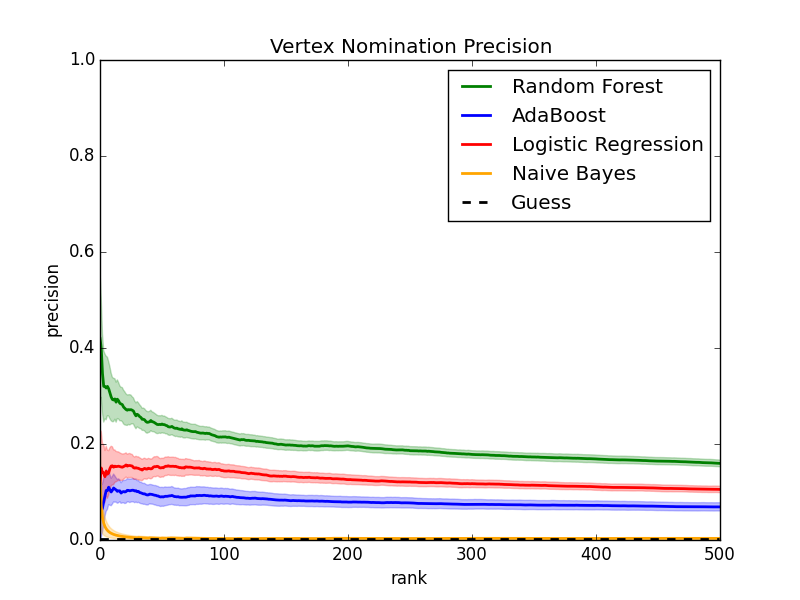 Vertex Nomination Precision
1.0
0.8
0.6
0.4
0.2
0.0
precision
Random Forest
AdaBoost
Logistic Regression
Naive Bayes
Guess
0 100 200 300 400 500
rank